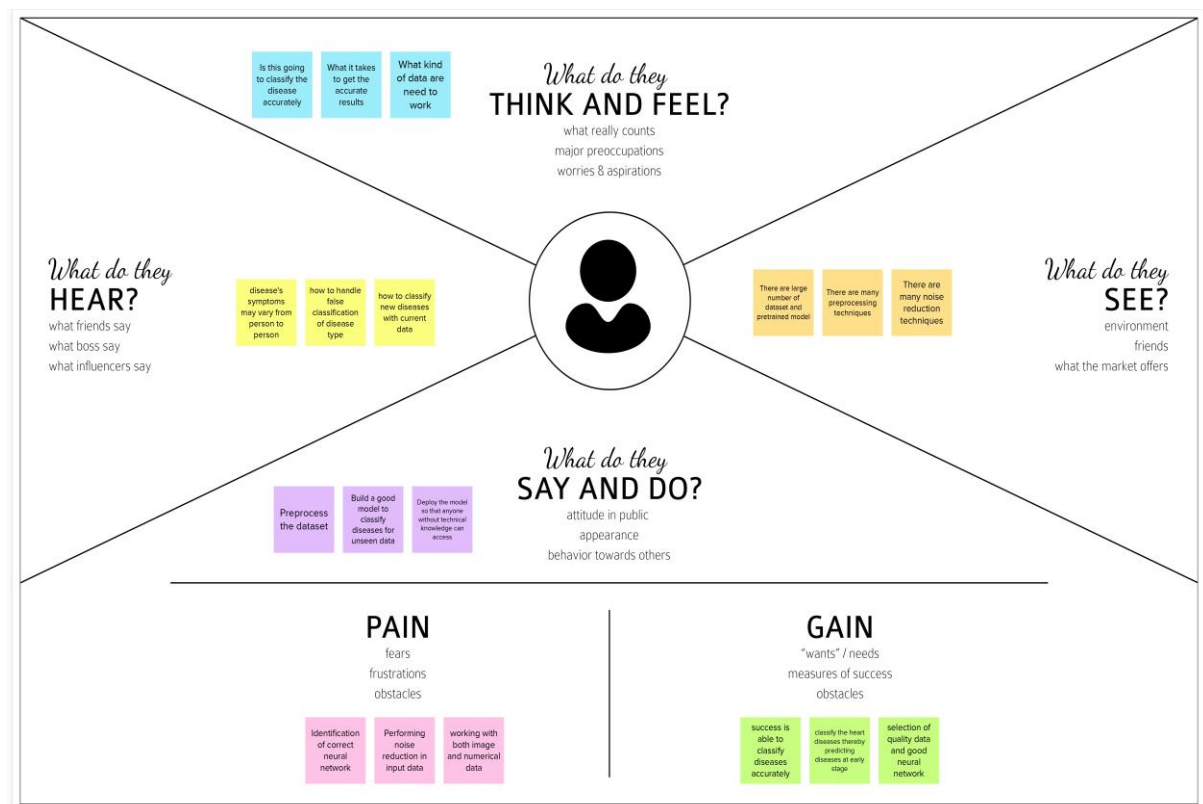 Is this going
to classify the
disease
accurately
What it takes
to get the
accurate
results
What kind
of data are
need to
work
What do they
THINK AND FEEL?
what really counts
major preoccupations
worries & aspirations
What do they
HEAR?
what friends say
what boss say
what influencers say
disease's
symptoms
may vary from
person to
person
how to handle
false
classification
of disease
type
how to classify
new diseases
with current
data
There are large
number of
dataset and
pretrained model
There are many
preprocessing
techniques
There are
many noise
reduction
techniques
What do they
SEE?
environment
friends
what the market offers
What do they
SAY AND DO?
attitude in public
appearance
behavior towards others
Preprocess
the dataset
Build a good
model to
classify
diseases for
unseen data
Deploy the model
so that anyone
without technical
knowledge can
access
PAIN
fears
frustrations
obstacles
Identification
of correct
neural
network
Performing
noise
reduction in
input data
working with
both image
and numerical
data
GAIN
"wants" / needs
measures of success
obstacles
success is
able to
classify
diseases
accurately
classify the heart
diseases thereby
predicting
diseases at early
stage
selection of
quality data
and good
neural
network